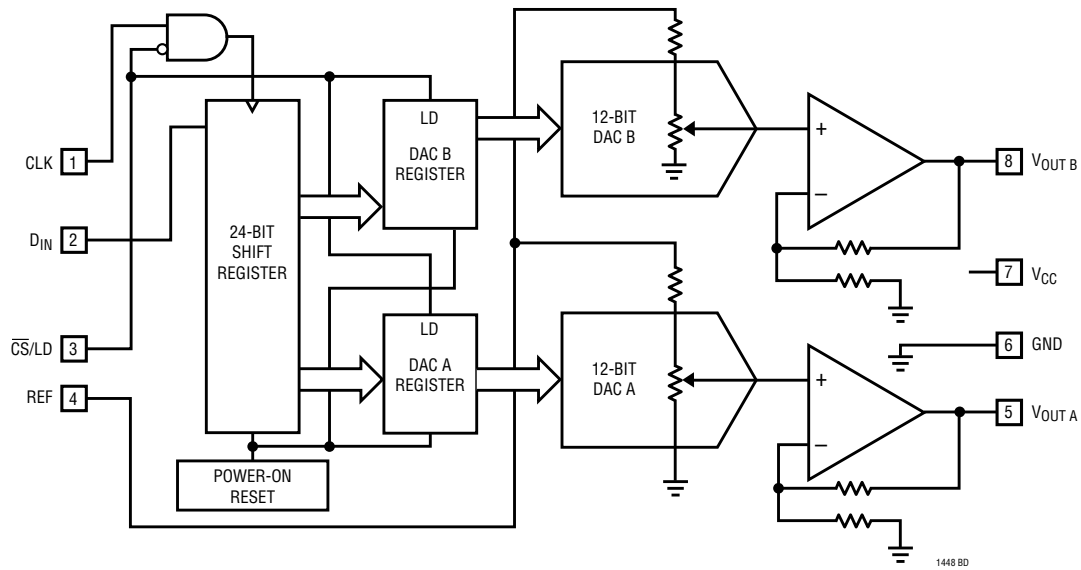 CLK 1
D_IN 2
C̅S̅/LD 3
REF 4
24-BIT
SHIFT
REGISTER
POWER-ON
RESET
LD
DAC B
REGISTER
LD
DAC A
REGISTER
12-BIT
DAC B
12-BIT
DAC A
+
–
+
–
8 V_OUT B
7 V_CC
6 GND
5 V_OUT A
1448 BD